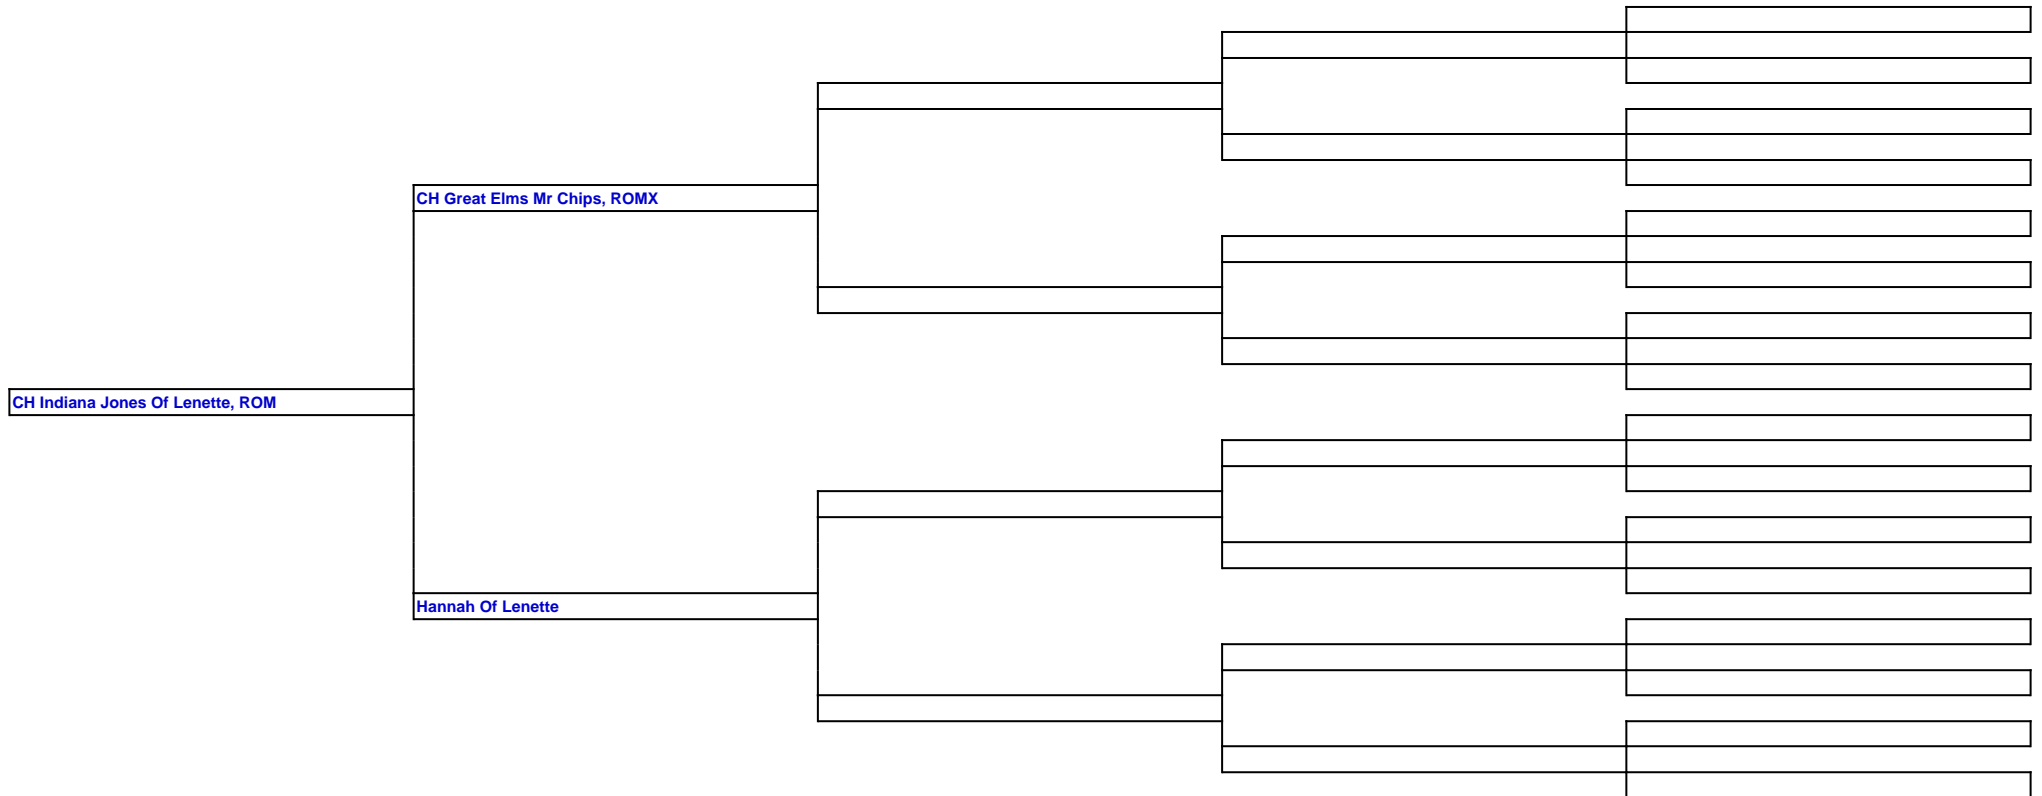 CH Great Elms Mr Chips, ROMX
CH Indiana Jones Of Lenette, ROM
Hannah Of Lenette